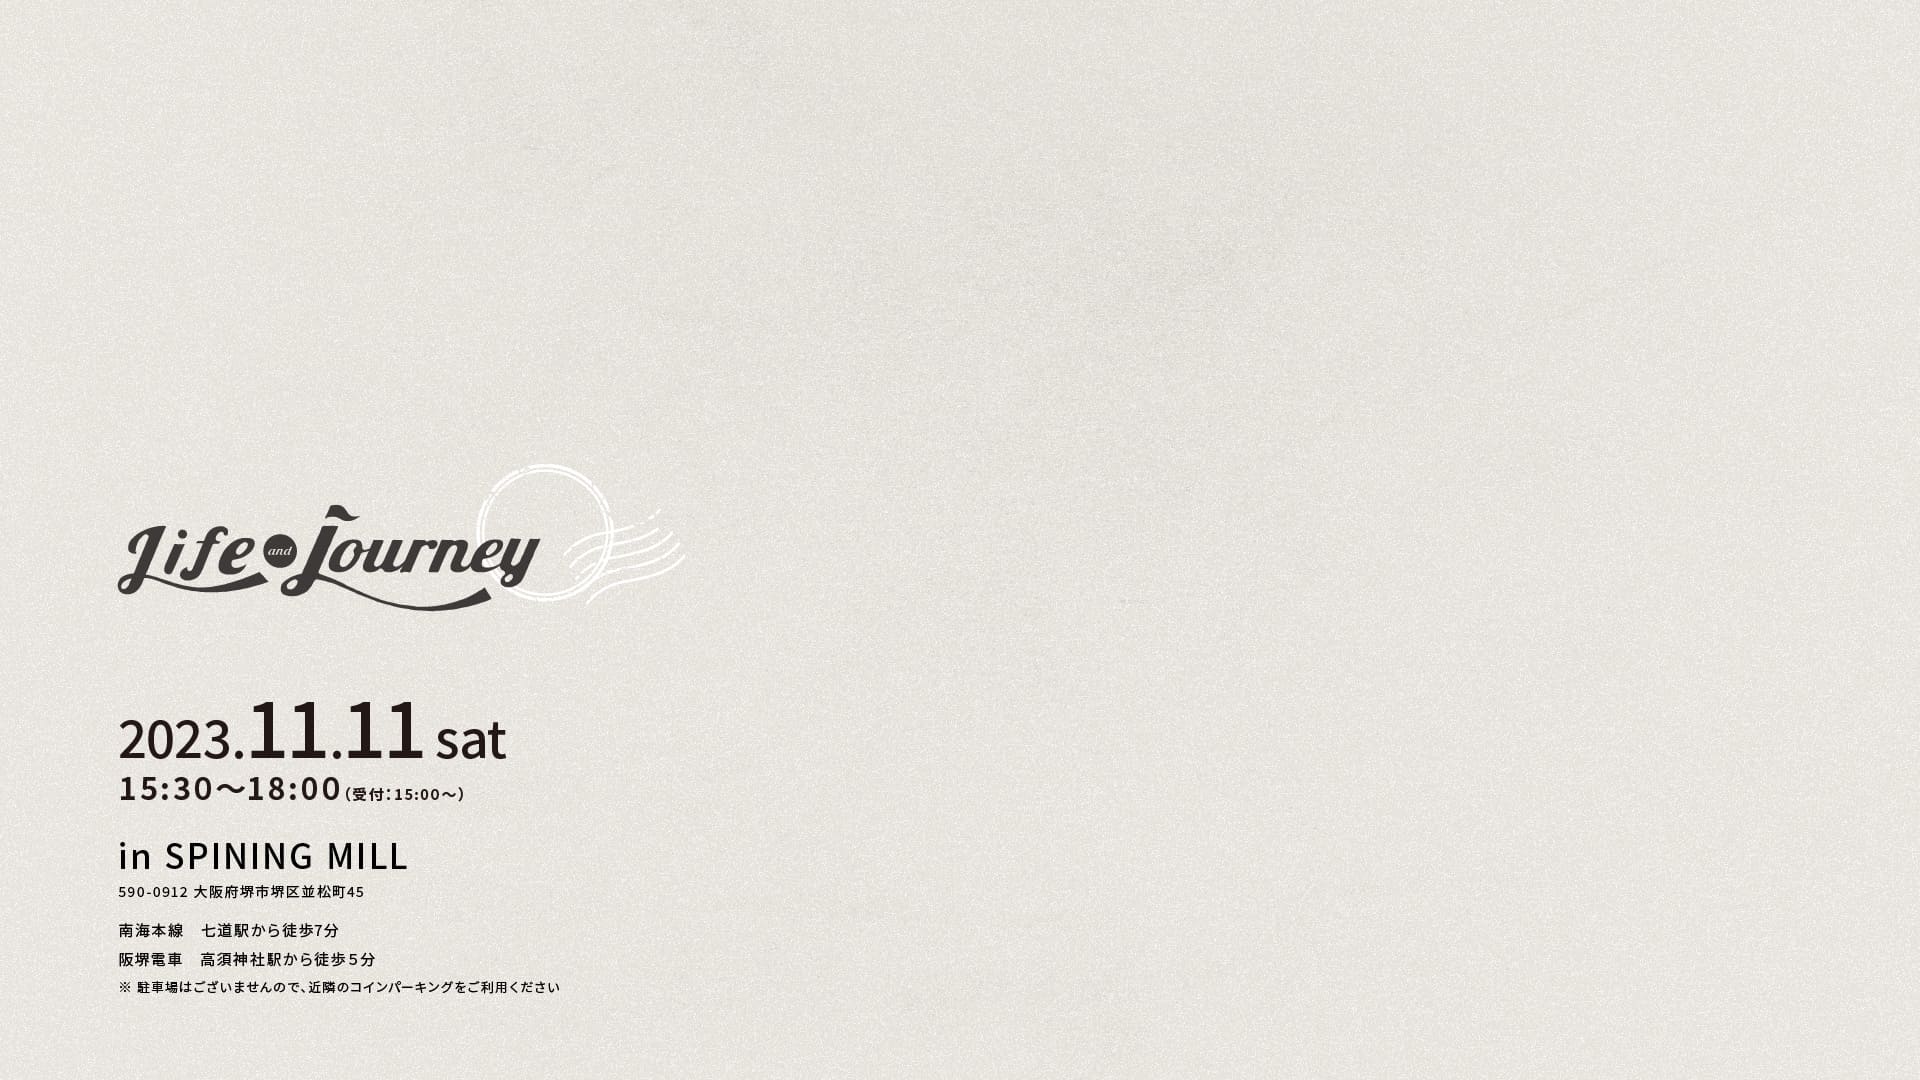 Life and Journey
2023.11.11 sat
15:30～18:00（受付：15:00～）
in SPINING MILL
590-0912 大阪府堺市堺区並松町45
南海本線　七道駅から徒歩7分
阪堺電車　高須神社駅から徒歩５分
※ 駐車場はございませんので、近隣のコインパーキングをご利用ください